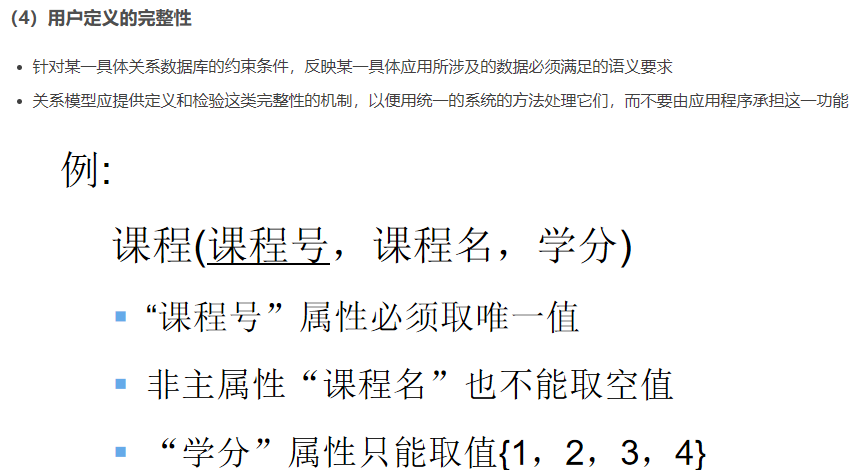 （4）用户定义的完整性
针对某一具体关系数据库的约束条件，反映某一具体应用所涉及的数据必须满足的语义要求
关系模型应提供定义和检验这类完整性的机制，以便用统一的系统的方法处理它们，而不要由应用程序承担这一功能
例:
课程(课程号，课程名，学分)
“课程号”属性必须取唯一值
非主属性“课程名”也不能取空值
“学分”属性只能取值{1，2，3，4}